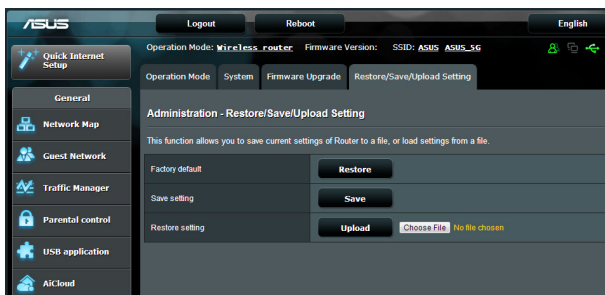 ASUS
Logout Reboot English
Operation Mode: Wireless router Firmware Version: SSID: ASUS ASUS_5G
Quick Internet
Setup
Operation Mode System Firmware Upgrade Restore/Save/Upload Setting
General
Administration - Restore/Save/Upload Setting
Network Map
This function allows you to save current settings of Router to a file, or load settings from a file.
Guest Network
Factory default Restore
Traffic Manager
Save setting Save
Parental control
Restore setting Upload Choose File No file chosen
USB application
AiCloud